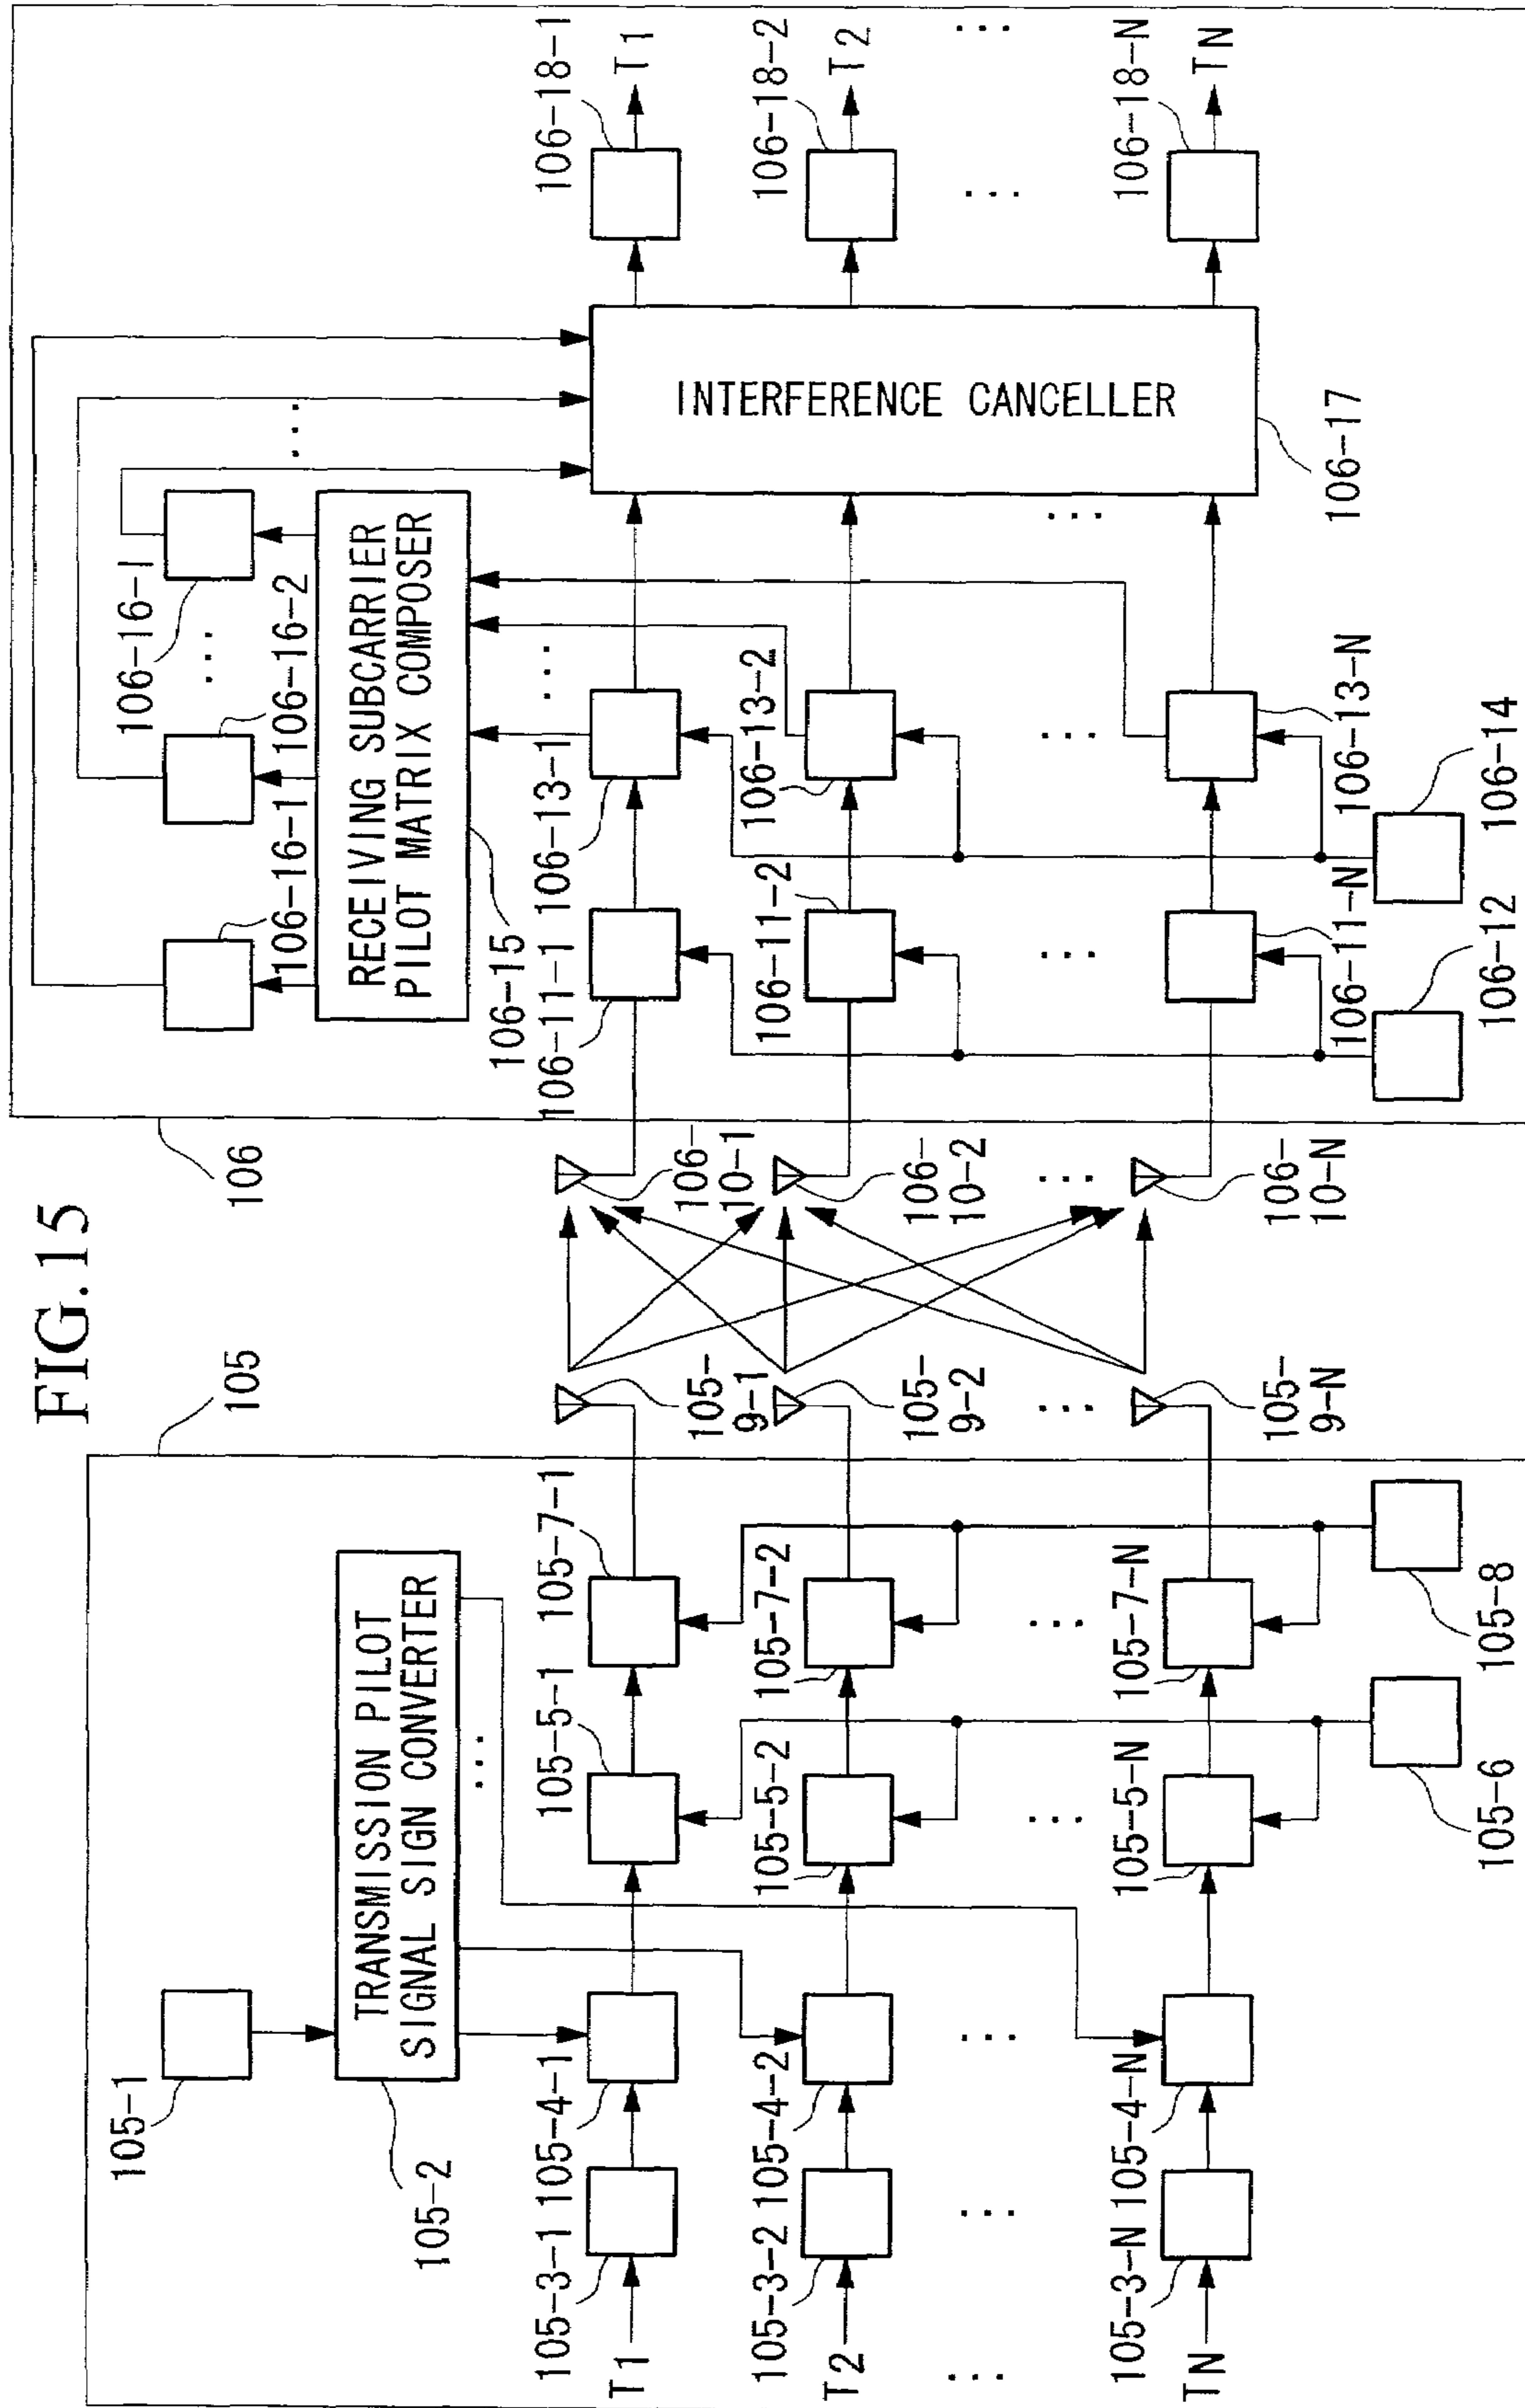 FIG.15
105
105-1
105-2
TRANSMISSION PILOT
SIGNAL SIGN CONVERTER
...
T1
105-3-1
105-4-1
105-5-1
105-7-1
105-
9-1
T2
105-3-2
105-4-2
105-5-2
105-7-2
105-
9-2
...
...
...
...
...
...
TN
105-3-N
105-4-N
105-5-N
105-7-N
105-
9-N
105-6
105-8
106
106-16-1
106-16-2
...
106-16-l
...
RECEIVING SUBCARRIER
PILOT MATRIX COMPOSER
106-15
...
106-
10-1
106-11-1
106-13-1
106-18-1
T1
106-
10-2
106-11-2
106-13-2
106-18-2
T2
INTERFERENCE CANCELLER
106-17
...
...
...
...
...
...
106-
10-N
106-11-N
106-13-N
106-18-N
TN
106-12
106-14